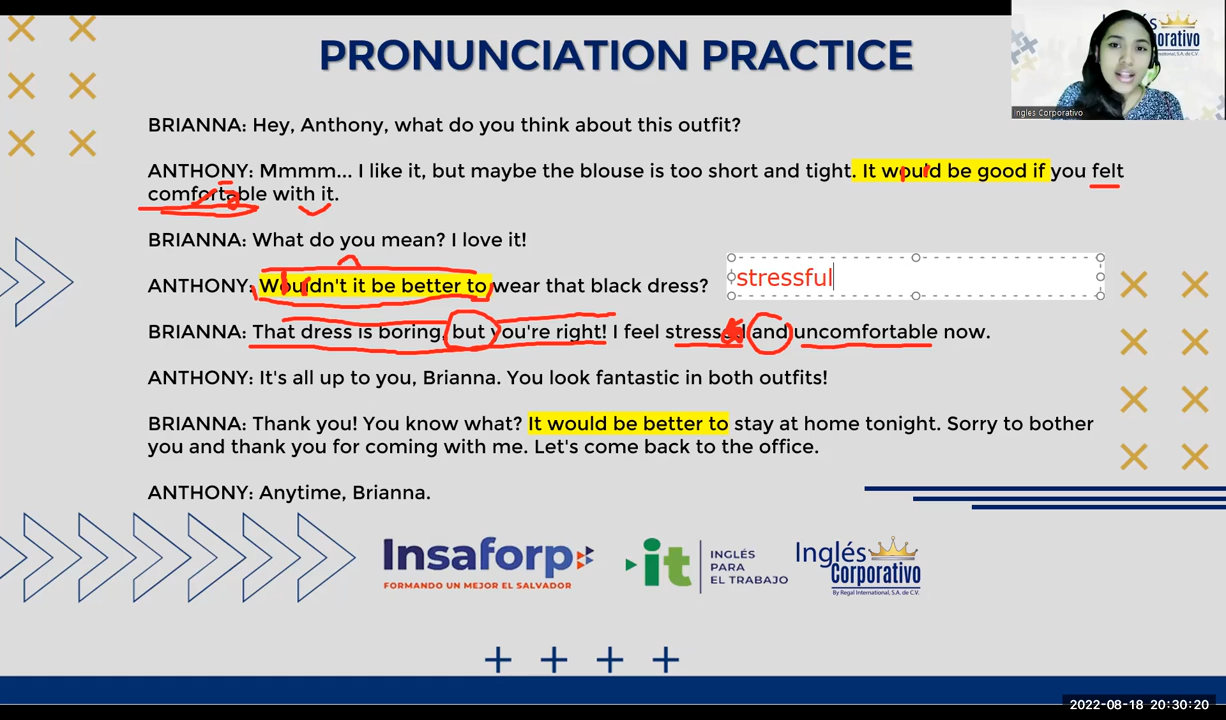 PRONUNCIATION PRACTICE
Inglés
Corporativo
Ingles Corporativo
BRIANNA: Hey, Anthony, what do you think about this outfit?
ANTHONY: Mmmm... I like it, but maybe the blouse is too short and tight. It would be good if you felt
comfortable with it.
BRIANNA: What do you mean? I love it!
stressful
ANTHONY: Wouldn't it be better to wear that black dress?
BRIANNA: That dress is boring, but you're right! I feel stressed and uncomfortable now.
ANTHONY: It's all up to you, Brianna. You look fantastic in both outfits!
BRIANNA: Thank you! You know what? It would be better to stay at home tonight. Sorry to bother
you and thank you for coming with me. Let's come back to the office.
ANTHONY: Anytime, Brianna.
Insaforp
FORMANDO UN MEJOR EL SALVADOR
it
INGLÉS
PARA
EL TRABAJO
Inglés
Corporativo
By Regal International, S.A. de C.V.
2022-08-18 20:30:20